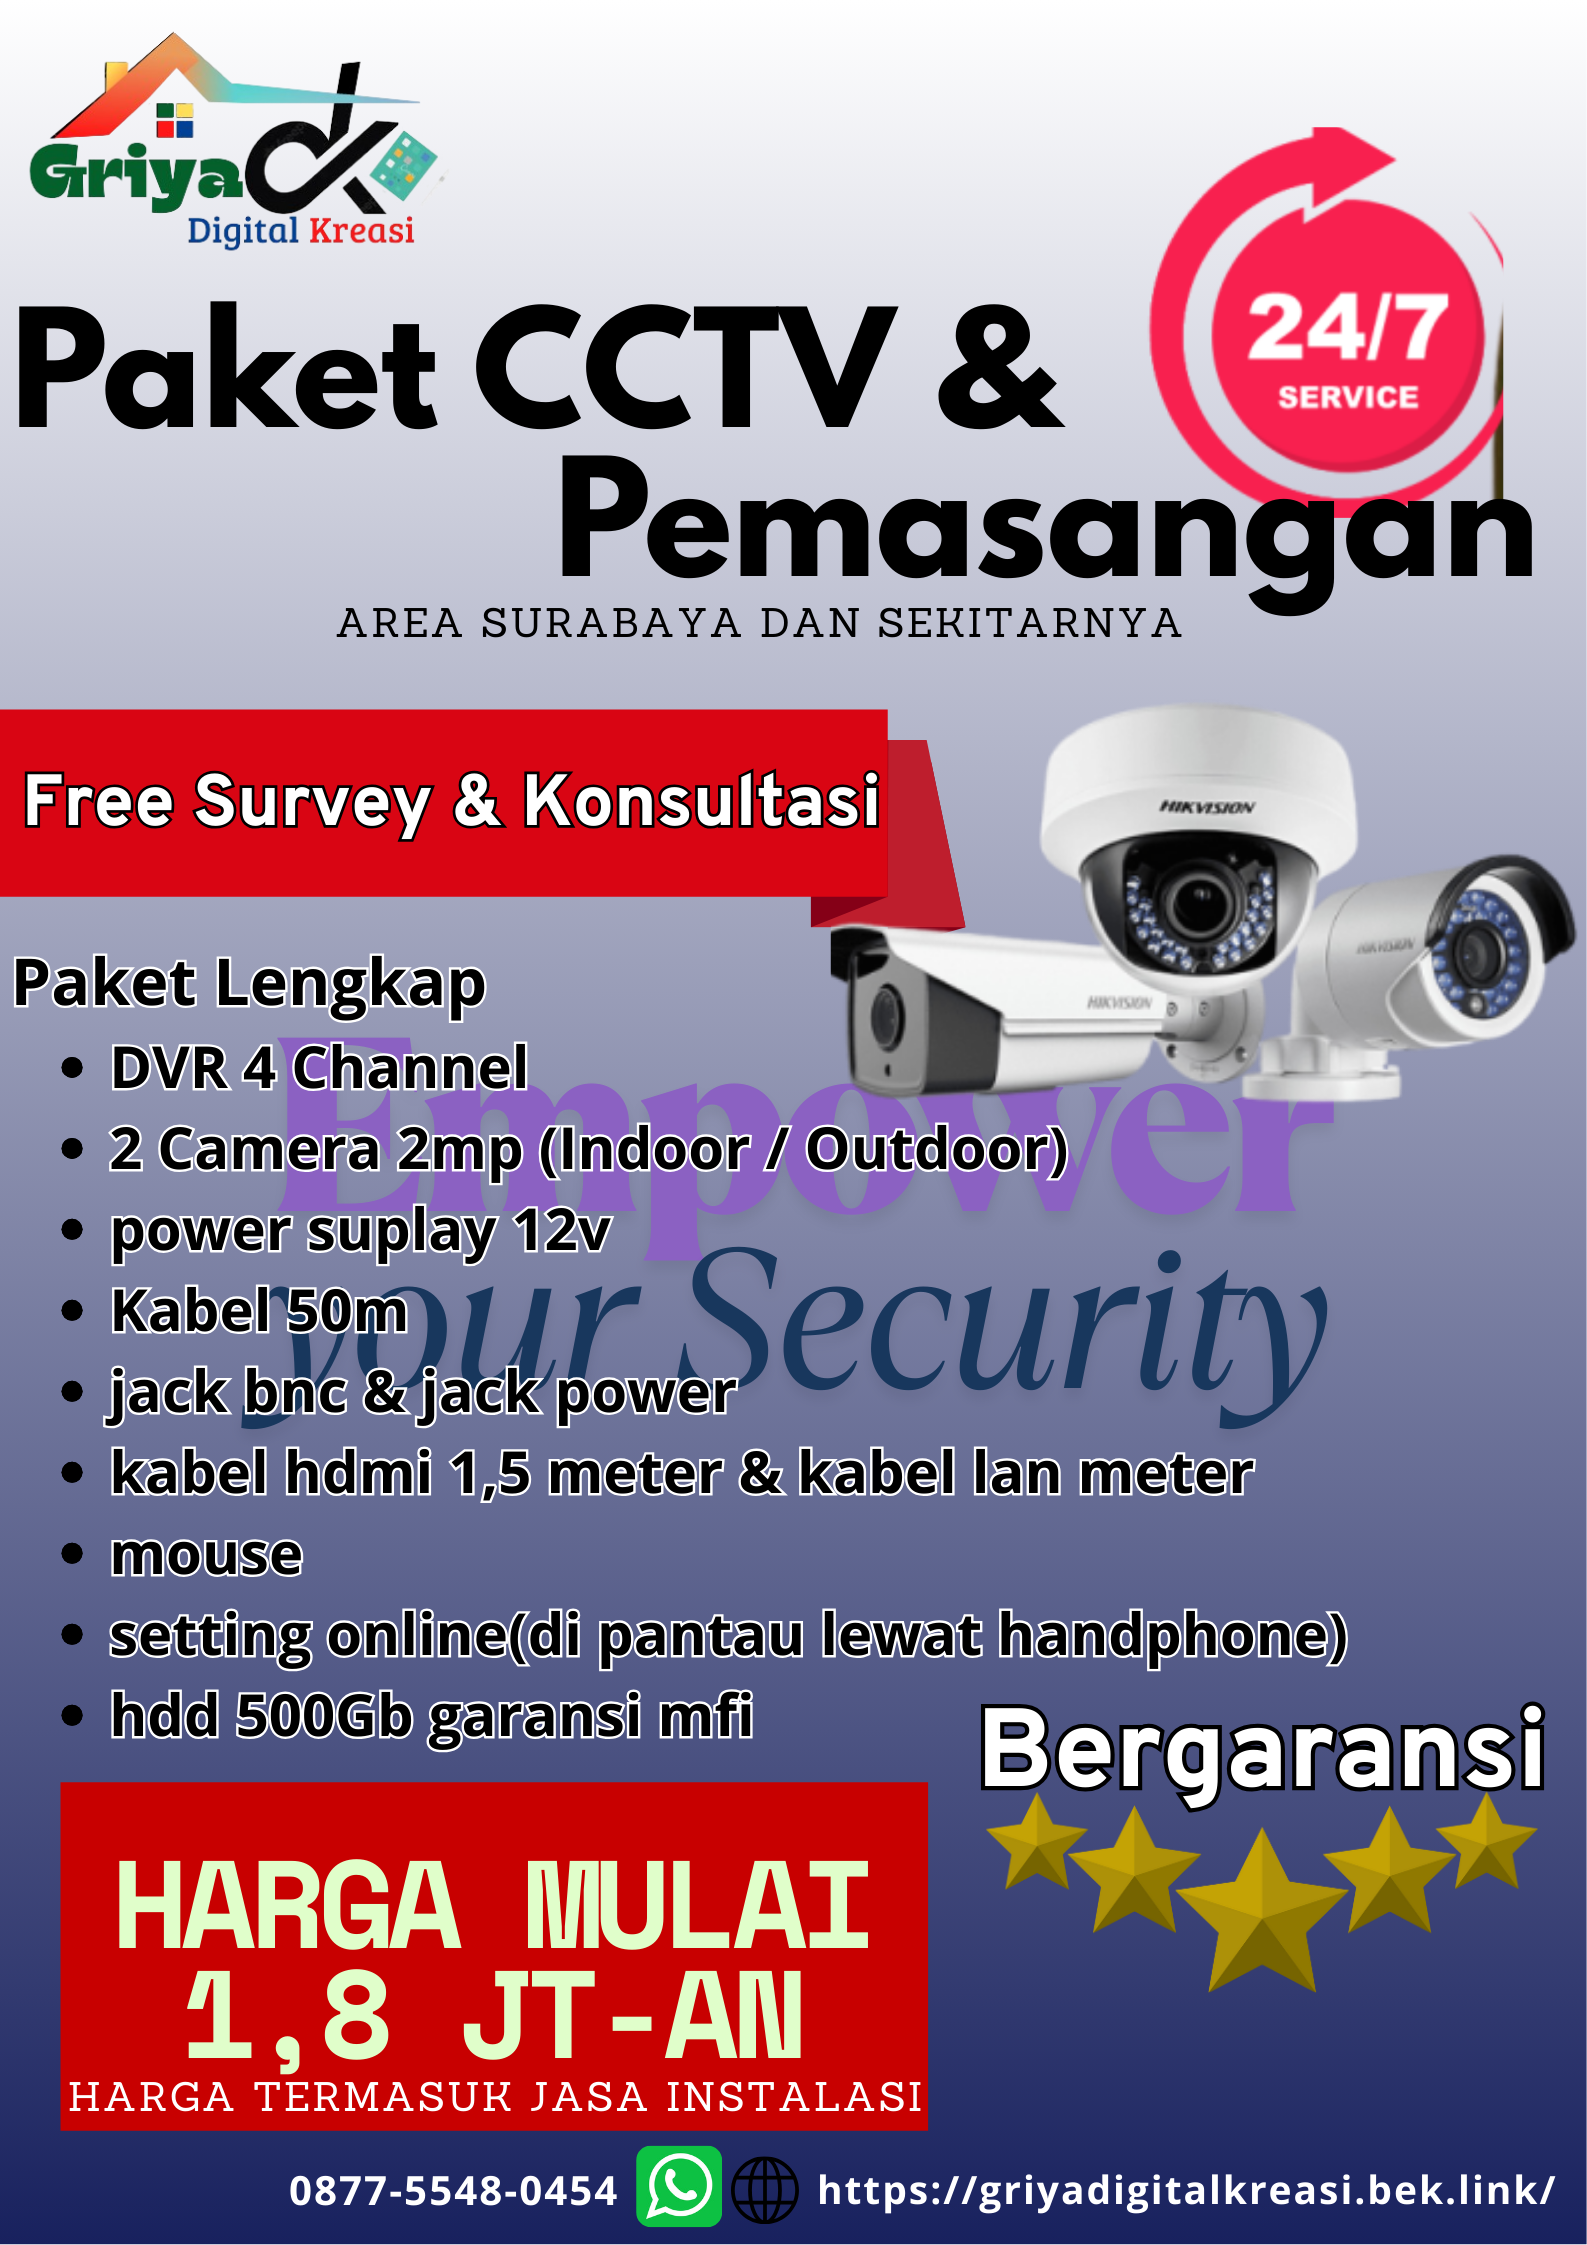 Griya dk
Digital Kreasi
24/7
SERVICE
Paket CCTV &
Pemasangan
AREA SURABAYA DAN SEKITARNYA
Free Survey & Konsultasi
HIKVISION
HIKVISION
HIKVISION
Paket Lengkap
Empower
your Security
• DVR 4 Channel
• 2 Camera 2mp (Indoor / Outdoor)
• power suplay 12v
• Kabel 50m
• jack bnc & jack power
• kabel hdmi 1,5 meter & kabel lan meter
• mouse
• setting online(di pantau lewat handphone)
• hdd 500Gb garansi mfi
Bergaransi
HARGA MULAI
1,8 JT-AN
HARGA TERMASUK JASA INSTALASI
0877-5548-0454
https://griyadigitalkreasi.bek.link/